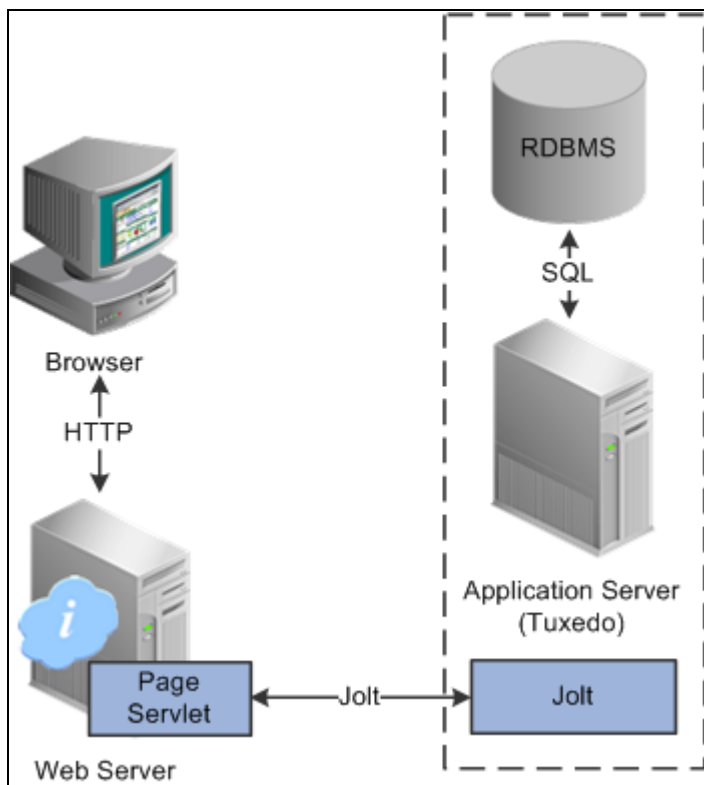 RDBMS
SQL
Browser
HTTP
Application Server
(Tuxedo)
i
Page
Servlet
Jolt
Jolt
Web Server